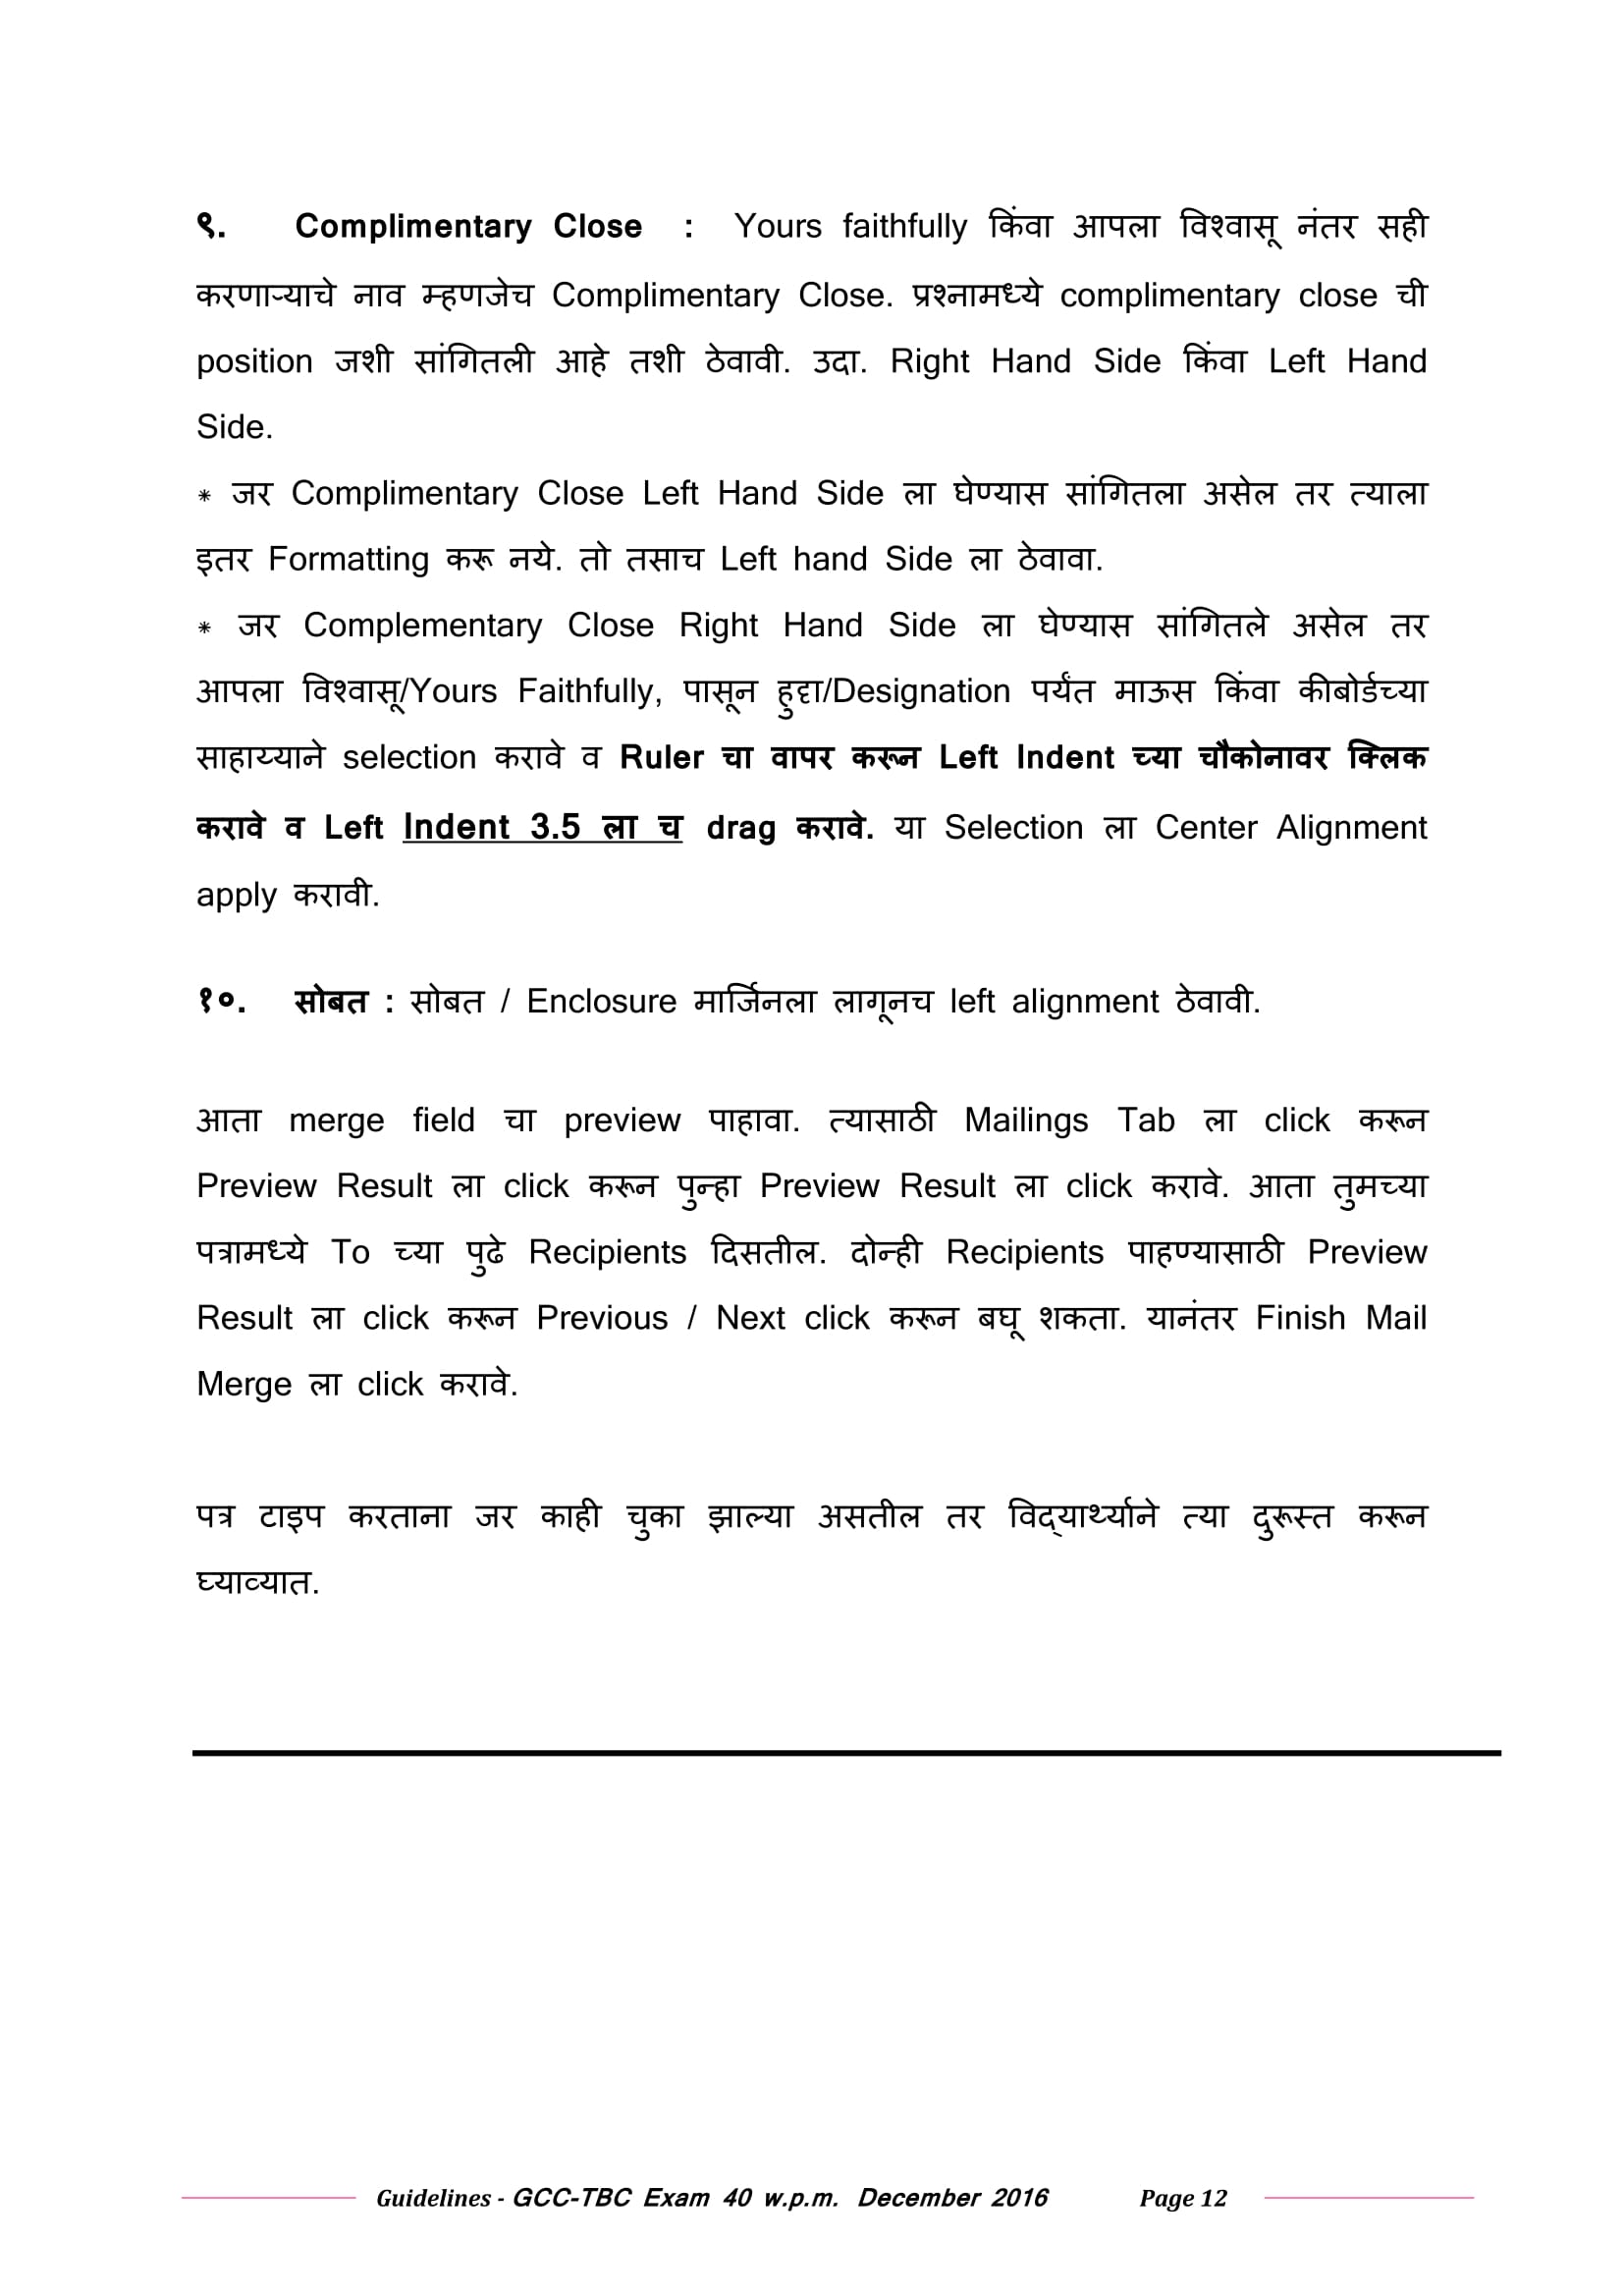 ९. Complimentary Close : Yours faithfully किंवा आपला विश्वासू नंतर सही
करणाऱ्याचे नाव म्हणजेच Complimentary Close. प्रश्नामध्ये complimentary close ची
position जशी सांगितली आहे तशी ठेवावी. उदा. Right Hand Side किंवा Left Hand
Side.
* जर Complimentary Close Left Hand Side ला घेण्यास सांगितला असेल तर त्याला
इतर Formatting करू नये. तो तसाच Left hand Side ला ठेवावा.
* जर Complementary Close Right Hand Side ला घेण्यास सांगितले असेल तर
आपला विश्वासू/Yours Faithfully, पासून हुद्दा/Designation पर्यंत माऊस किंवा कीबोर्डच्या
साहाय्याने selection करावे व Ruler चा वापर करून Left Indent च्या चौकोनावर क्लिक
करावे व Left Indent 3.5 ला च drag करावे. या Selection ला Center Alignment
apply करावी.
१०. सोबत : सोबत / Enclosure मार्जिनला लागूनच left alignment ठेवावी.
आता merge field चा preview पाहावा. त्यासाठी Mailings Tab ला click करून
Preview Result ला click करून पुन्हा Preview Result ला click करावे. आता तुमच्या
पत्रामध्ये To च्या पुढे Recipients दिसतील. दोन्ही Recipients पाहण्यासाठी Preview
Result ला click करून Previous / Next click करून बघू शकता. यानंतर Finish Mail
Merge ला click करावे.
पत्र टाइप करताना जर काही चुका झाल्या असतील तर विद्‌यार्थ्याने त्या दुरूस्त करून
घ्याव्यात.
Guidelines - GCC-TBC Exam 40 w.p.m. December 2016 Page 12